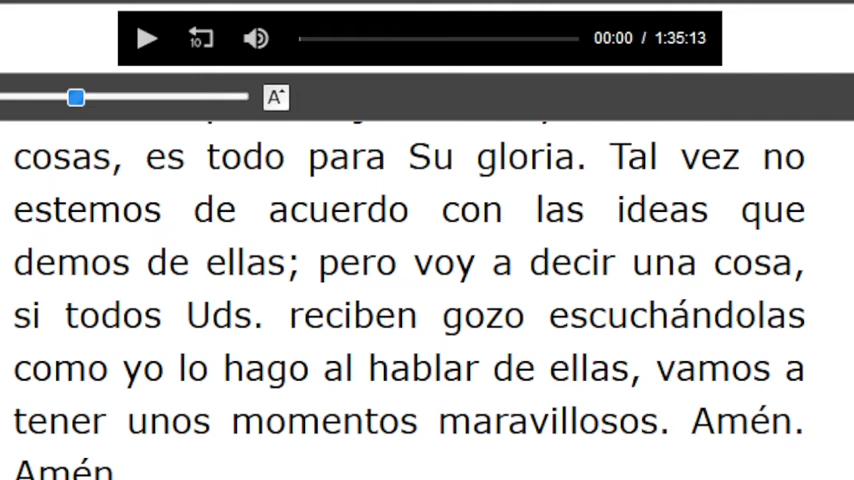 10
00:00 / 1:35:13
A
cosas, es todo para Su gloria. Tal vez no
estemos de acuerdo con las ideas que
demos de ellas; pero voy a decir una cosa,
si todos Uds. reciben gozo escuchándolas
como yo lo hago al hablar de ellas, vamos a
tener unos momentos maravillosos. Amén.
Amén